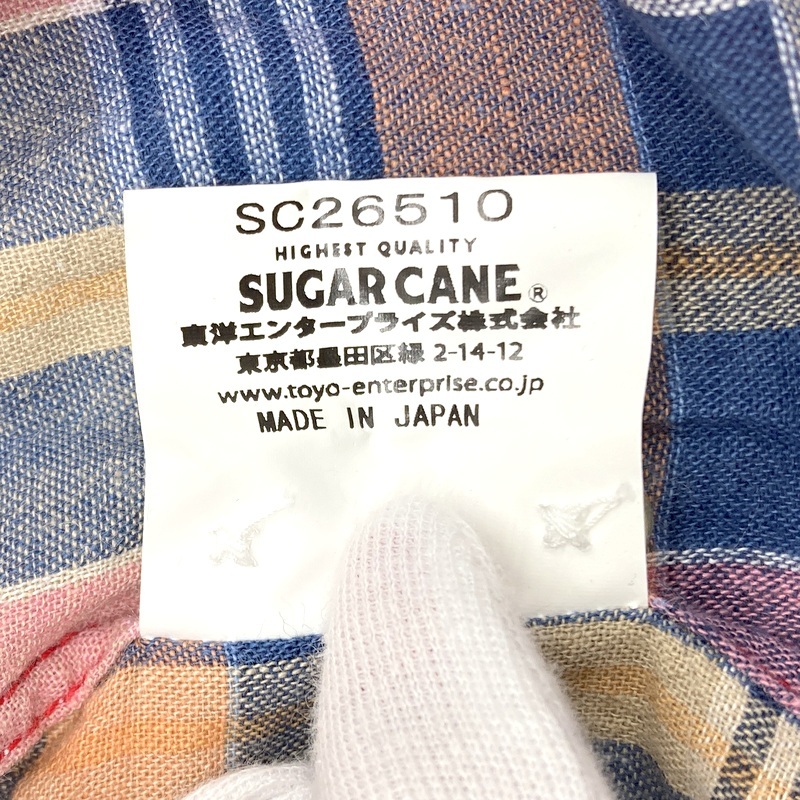 SC26510
HIGHEST QUALITY
SUGAR CANE®
東洋エンタープライズ株式会社
東京都墨田区緑 2-14-12
www.toyo-enterprise.co.jp
MADE IN JAPAN